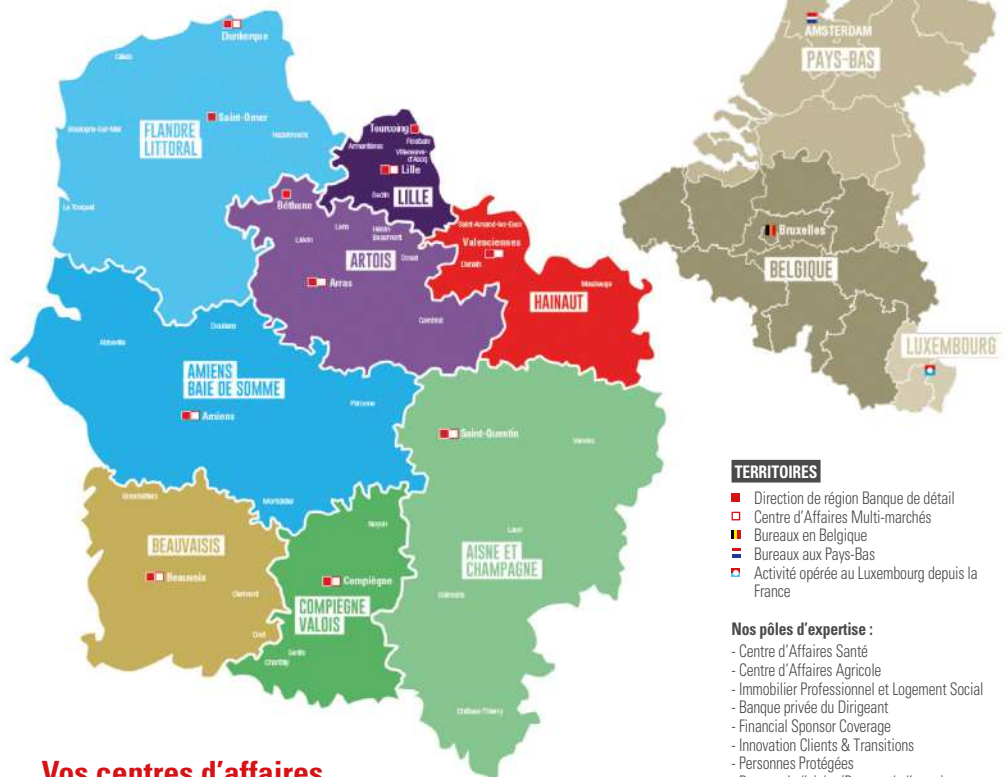 Dunkerque
Calais
Saint-Omer
Boulogne-sur-Mer
FLANDRE
LITTORAL
Hazebrouck
Le Touquet
Tourcoing
Roubaix
Armentières
Villeneuve-
d'Ascq
Lille
Seclin
LILLE
Béthune
Lens
Hénin-
Beaumont
Liévin
Douai
ARTOIS
Arras
Cambrai
Saint-Amand-les-Eaux
Valenciennes
Denain
Maubeuge
HAINAUT
Doullens
Abbeville
AMIENS
BAIE DE SOMME
Péronne
Amiens
Montdidier
Saint-Quentin
Vervins
Laon
AISNE ET
CHAMPAGNE
Soissons
Château-Thierry
Grandvilliers
BEAUVAISIS
Beauvais
Clermont
Creil
Noyon
Compiègne
COMPIÈGNE
VALOIS
Senlis
Chantilly
AMSTERDAM
PAYS-BAS
Bruxelles
BELGIQUE
LUXEMBOURG
TERRITOIRES
Direction de région Banque de détail
Centre d'Affaires Multi-marchés
Bureaux en Belgique
Bureaux aux Pays-Bas
Activité opérée au Luxembourg depuis la
France
Nos pôles d'expertise :
- Centre d'Affaires Santé
- Centre d'Affaires Agricole
- Immobilier Professionnel et Logement Social
- Banque privée du Dirigeant
- Financial Sponsor Coverage
- Innovation Clients & Transitions
- Personnes Protégées
Vos centres d'affaires